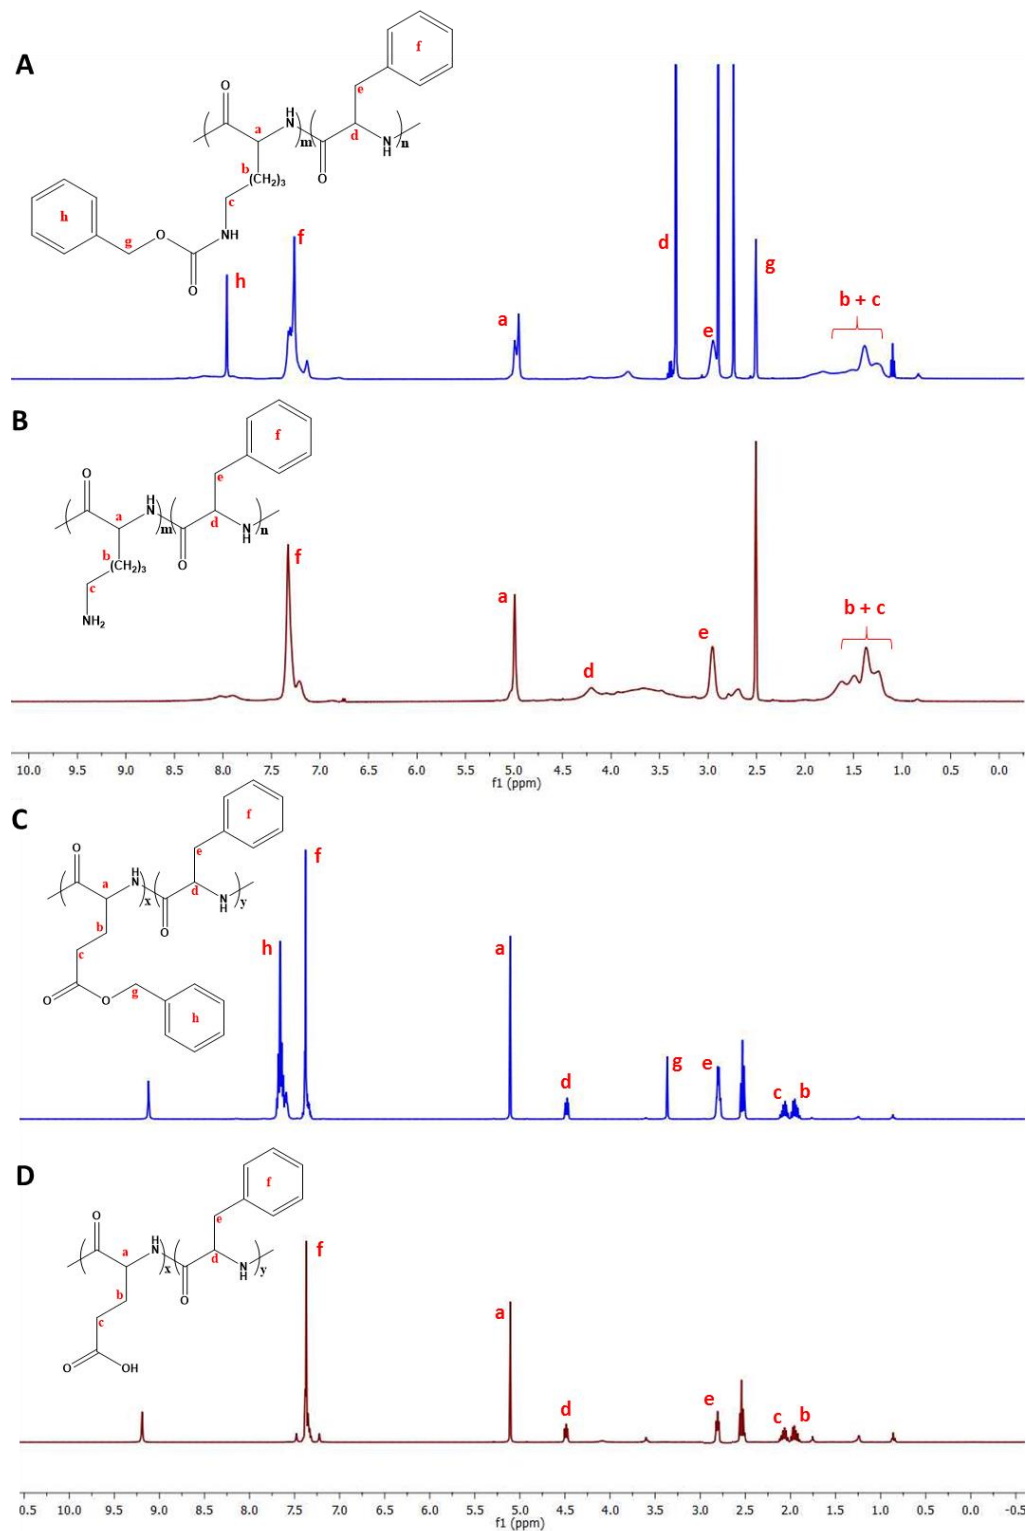 A
f
e
O
a
H
N
m
d
N
H
n
O
b
(CH₂)₃
c
h
g
O
NH
O
h
f
a
d
e
g
b + c
B
f
e
O
a
H
N
m
d
N
H
n
O
b
(CH₂)₃
c
NH₂
f
a
d
e
b + c
10.0 9.5 9.0 8.5 8.0 7.5 7.0 6.5 6.0 5.5 5.0 4.5 4.0 3.5 3.0 2.5 2.0 1.5 1.0 0.5 0.0
f1 (ppm)
C
f
e
O
a
H
N
x
d
N
H
y
O
b
c
O
O
g
h
h
f
a
d
g
e
c
b
D
f
e
O
a
H
N
x
d
N
H
y
O
b
c
O
OH
f
a
d
e
c
b
10.5 10.0 9.5 9.0 8.5 8.0 7.5 7.0 6.5 6.0 5.5 5.0 4.5 4.0 3.5 3.0 2.5 2.0 1.5 1.0 0.5 0.0 -0.5
f1 (ppm)